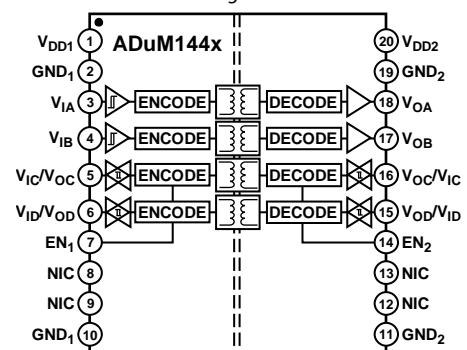 ADuM144x
V_DD1 1 20 V_DD2
GND_1 2 19 GND_2
V_IA 3 ENCODE DECODE 18 V_OA
V_IB 4 ENCODE DECODE 17 V_OB
V_IC/V_OC 5 ENCODE DECODE 16 V_OC/V_IC
V_ID/V_OD 6 ENCODE DECODE 15 V_OD/V_ID
EN_1 7 14 EN_2
NIC 8 13 NIC
NIC 9 12 NIC
GND_1 10 11 GND_2